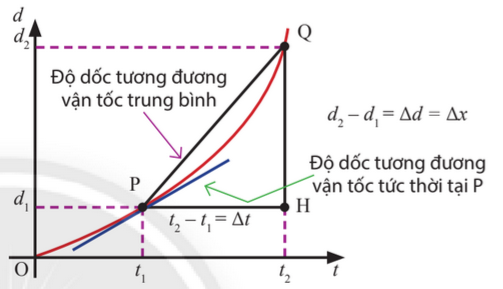 d
d₂
Q
Độ dốc tương đương
vận tốc trung bình
d₂ – d₁ = Δd = Δx
Độ dốc tương đương
vận tốc tức thời tại P
P
d₁
H
t₂ – t₁ = Δt
O
t₁
t₂
t